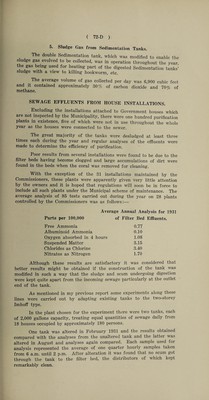 ( 72-D )
5. Sludge Gas from Sedimentation Tanks.
The double Sedimentation tank, which was modified to enable the
sludge gas evolved to be collected, was in operation throughout the year,
the gas being used for heating part of the digested Sedimentation tanks'
sludge with a view to killing hookworm, etc.
The average volume of gas collected per day was 6,800 cubic feet
and it contained approximately 30% of carbon dioxide and 70% of
methane.
SEWAGE EFFLUENTS FROM HOUSE INSTALLATIONS.
Excluding the installations attached to Government houses which
are not inspected by the Municipality, there were one hundred purification
plants in existence, five of which were not in use throughout the whole
year as the houses were connected to the sewer.
The great majority of the tanks were desludged at least three
times each during the year and regular analyses of the effluents were
made to determine the efficiency of purification.
Poor results from several installations were found to be due to the
filter beds having become clogged and large accumulations of dirt were
found in the beds when the sand was removed for cleaning.
With the exception of the 21 installations maintained by the
Commissioners, these plants were apparently given very little attention
by the owners and it is hoped that regulations will soon be in force to
include all such plants under the Municipal scheme of maintenance. The
average analysis of 86 tests carried out during the year on 20 plants
controlled by the Commissioners was as follows:—
Average Annual Analysis for 1931
Parts per 100,000 of Filter Bed Effluents.
Free Ammonia 0.77
Albuminoid Ammonia 0.10
Oxygen absorbed in 4 hours 1.08
Suspended Matter 3.12
Chlorides as Chlorine 3.40
Nitrates as Nitrogen 1.70
Although these results are satisfactory it was considered that
better results might be obtained if the construction of the tank was
modified in such a way that the sludge and scum undergoing digestion
were kept quite apart from the incoming sewage particularly at the outlet
end of the tank.
As mentioned in my previous report some experiments along these
lines were carried out by adopting existing tanks to the two-storey
Imhoff type.
In the plant chosen for the experiment there were two tanks, each
of 2,000 gallons capacity, treating equal quantities of sewage daily from
18 houses occupied by approximately 180 persons.
One tank was altered in February 1931 and the results obtained
compared with the analyses from the unaltered tank and the latter was
altered in August and analyses again compared. Each sample used for
analysis represented the average of one quarter hourly samples taken
from 6 a.m. until 2 p.m. After alteration it was found that no scum got
through the tank to the filter bed, the distributors of which kept
remarkably clean.